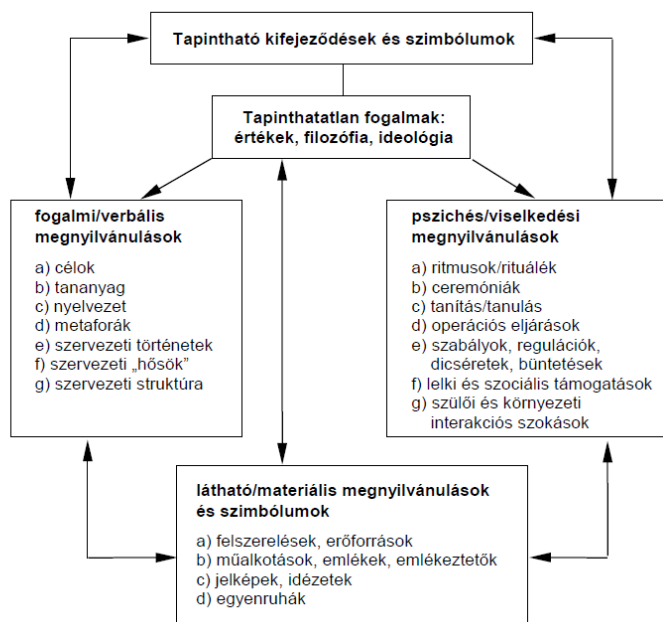 Tapintható kifejeződések és szimbólumok
Tapinthatatlan fogalmak:
értékek, filozófia, ideológia
fogalmi/verbális
megnyilvánulások
a) célok
b) tananyag
c) nyelvezet
d) metaforák
e) szervezeti történetek
f) szervezeti „hősök”
g) szervezeti struktúra
pszichés/viselkedési
megnyilvánulások
a) ritmusok/rituálék
b) ceremóniák
c) tanítás/tanulás
d) operációs eljárások
e) szabályok, regulációk,
dicséretek, büntetések
f) lelki és szociális támogatások
g) szülői és környezeti
interakciós szokások
látható/materiális megnyilvánulások
és szimbólumok
a) felszerelések, erőforrások
b) műalkotások, emlékek, emlékeztetők
c) jelképek, idézetek
d) egyenruhák